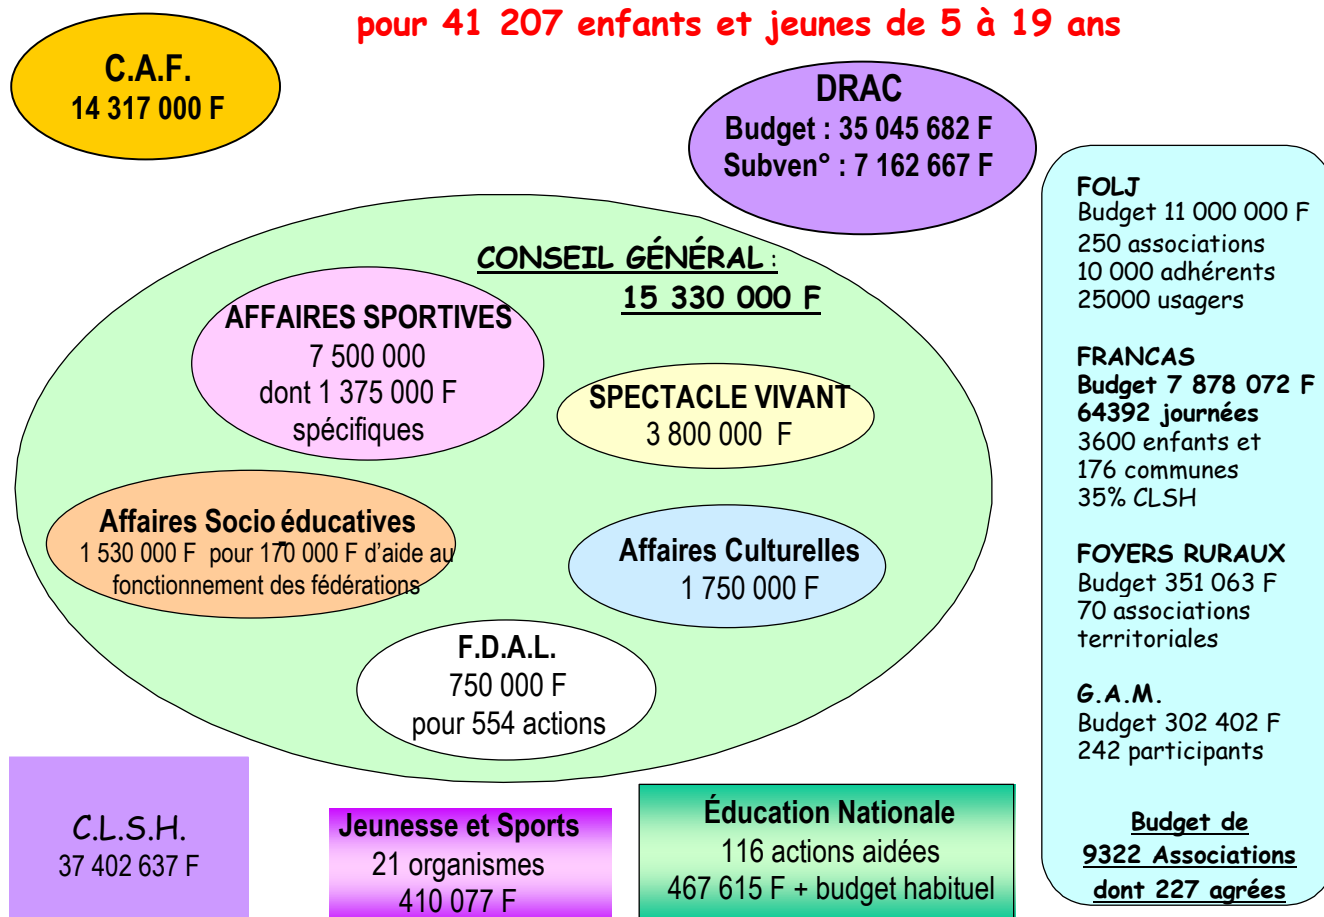 pour 41 207 enfants et jeunes de 5 à 19 ans
C.A.F.
14 317 000 F
DRAC
Budget : 35 045 682 F
Subven° : 7 162 667 F
CONSEIL GÉNÉRAL :
15 330 000 F
AFFAIRES SPORTIVES
7 500 000
dont 1 375 000 F
spécifiques
SPECTACLE VIVANT
3 800 000 F
Affaires Socio-éducatives
1 530 000 F pour 170 000 F d’aide au
fonctionnement des fédérations
Affaires Culturelles
1 750 000 F
F.D.A.L.
750 000 F
pour 554 actions
C.L.S.H.
37 402 637 F
Jeunesse et Sports
21 organismes
410 077 F
Éducation Nationale
116 actions aidées
467 615 F + budget habituel
FOLJ
Budget 11 000 000 F
250 associations
10 000 adhérents
25000 usagers
FRANCAS
Budget 7 878 072 F
64392 journées
3600 enfants et
176 communes
35% CLSH
FOYERS RURAUX
Budget 351 063 F
70 associations
territoriales
G.A.M.
Budget 302 402 F
242 participants
Budget de
9322 Associations
dont 227 agrées